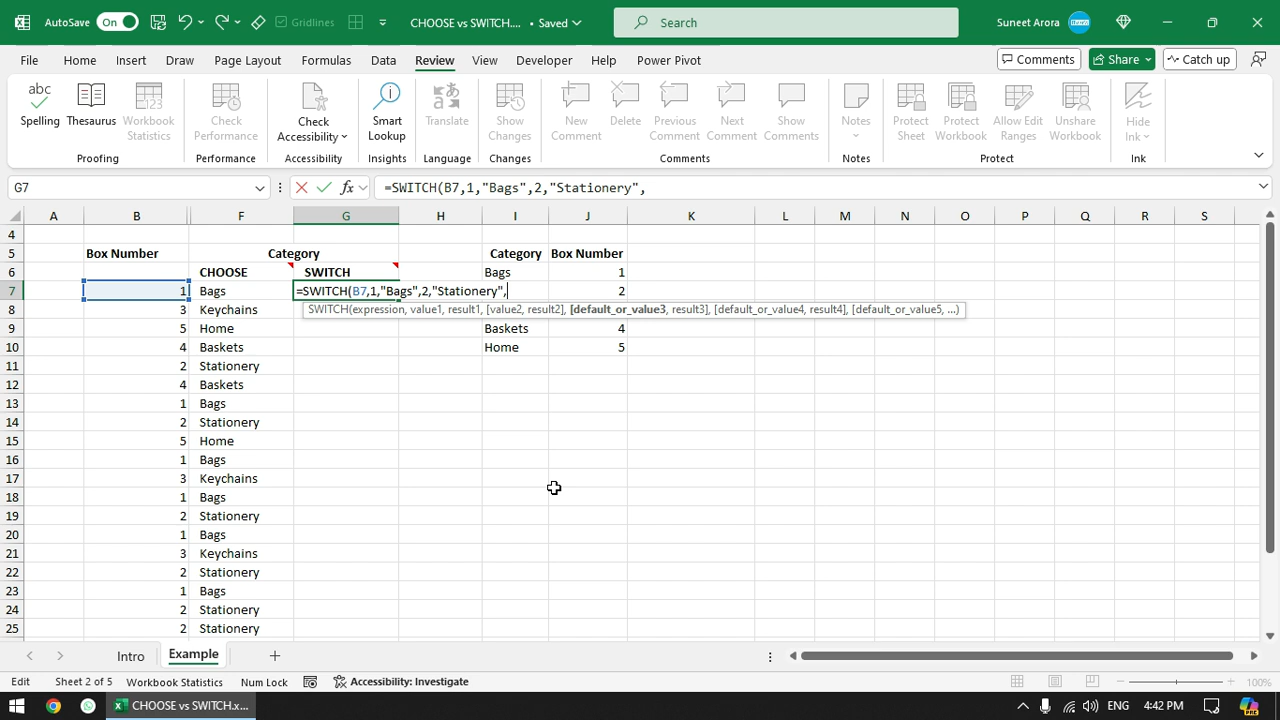 AutoSave On Gridlines CHOOSE vs SWITCH.... • Saved Search Suneet Arora
File Home Insert Draw Page Layout Formulas Data Review View Developer Help Power Pivot Comments Share Catch up
Spelling Thesaurus Workbook Statistics Check Performance Check Accessibility Smart Lookup Translate Show Changes New Comment Delete Previous Comment Next Comment Show Comments Notes Protect Sheet Protect Workbook Allow Edit Ranges Unshare Workbook Hide Ink
Proofing Performance Accessibility Insights Language Changes Comments Notes Protect Ink
G7 fx =SWITCH(B7,1,"Bags",2,"Stationery",
A B F G H I J K L M N O P Q R S
4
5 Box Number Category Category Box Number
6 CHOOSE SWITCH Bags 1
7 1 Bags =SWITCH(B7,1,"Bags",2,"Stationery", 2
8 3 Keychains SWITCH(expression, value1, result1, [value2, result2], [default_or_value3, result3], [default_or_value4, result4], [default_or_value5, ...)
9 5 Home Baskets 4
10 4 Baskets Home 5
11 2 Stationery
12 4 Baskets
13 1 Bags
14 2 Stationery
15 5 Home
16 1 Bags
17 3 Keychains
18 1 Bags
19 2 Stationery
20 1 Bags
21 3 Keychains
22 2 Stationery
23 1 Bags
24 2 Stationery
25 2 Stationery
Intro Example
Edit Sheet 2 of 5 Workbook Statistics Num Lock Accessibility: Investigate 100%
CHOOSE vs SWITCH.x... ENG 4:42 PM